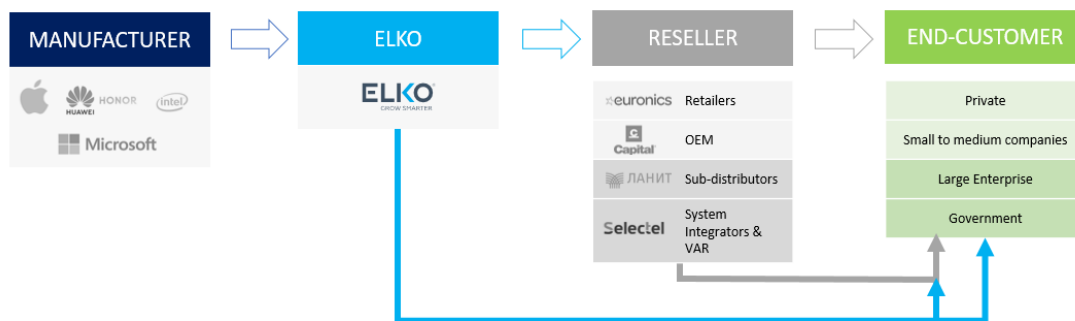 MANUFACTURER
ELKO
RESELLER
END-CUSTOMER
HUAWEI
HONOR
intel
Microsoft
ELKO
GROW SMARTER
euronics
Retailers
Capital
OEM
ЛАНИТ
Sub-distributors
Selectel
System
Integrators &
VAR
Private
Small to medium companies
Large Enterprise
Government